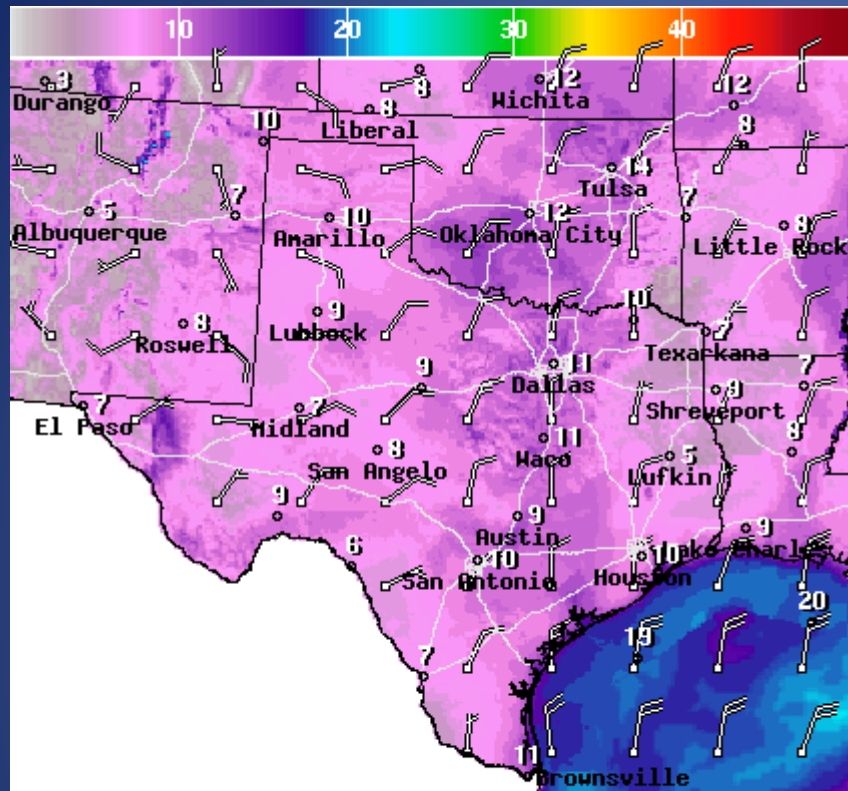 10 20 30 40
3 12 12
Durango 8 Wichita
8
Liberal
10 8
14
Tulsa
5 7 10 12 7 8
Albuquerque Amarillo Oklahoma City Little Rock
8 9 10
Roswell Lubbock Texarkana 7
9 11 7
Dallas
7 7 9
El Paso Midland Shreveport
8 11 8
San Angelo Waco 5
Lufkin
9 9 9
Austin
6 10 10 Lake Charles
San Antonio Houston
20
7 19
11
Brownsville